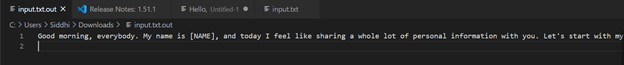 input.txt.out Release Notes: 1.51.1 Hello, Untitled-1 input.txt
C: > Users > Siddhi > Downloads > input.txt.out
1 Good morning, everybody. My name is [NAME], and today I feel like sharing a whole lot of personal information with you. Let's start with my
2